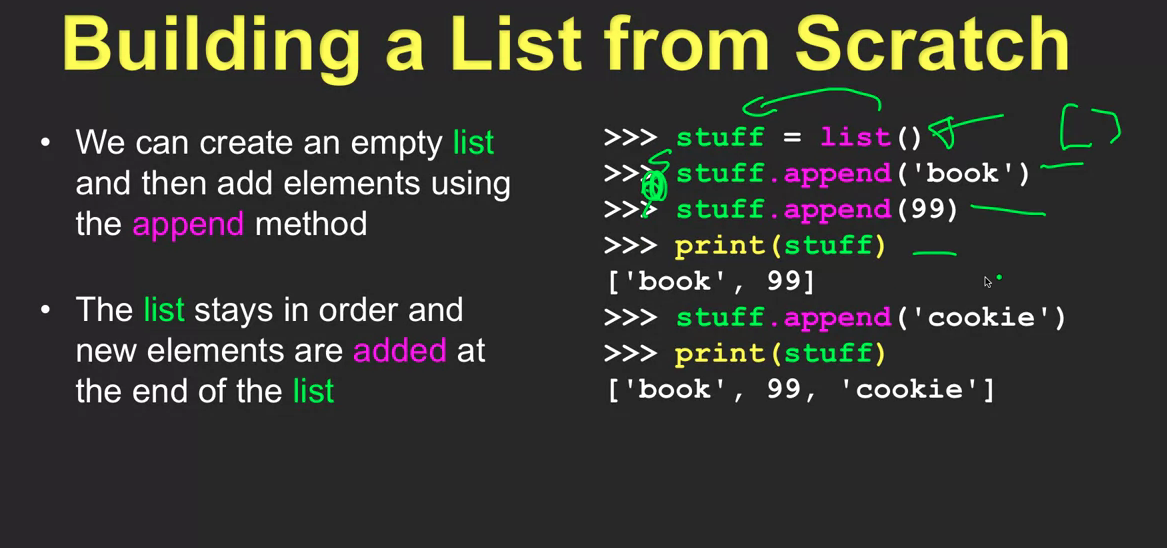 Building a List from Scratch
• We can create an empty list
and then add elements using
the append method
• The list stays in order and
new elements are added at
the end of the list
>>> stuff = list()
>>> stuff.append('book')
>>> stuff.append(99)
>>> print(stuff)
['book', 99]
>>> stuff.append('cookie')
>>> print(stuff)
['book', 99, 'cookie']